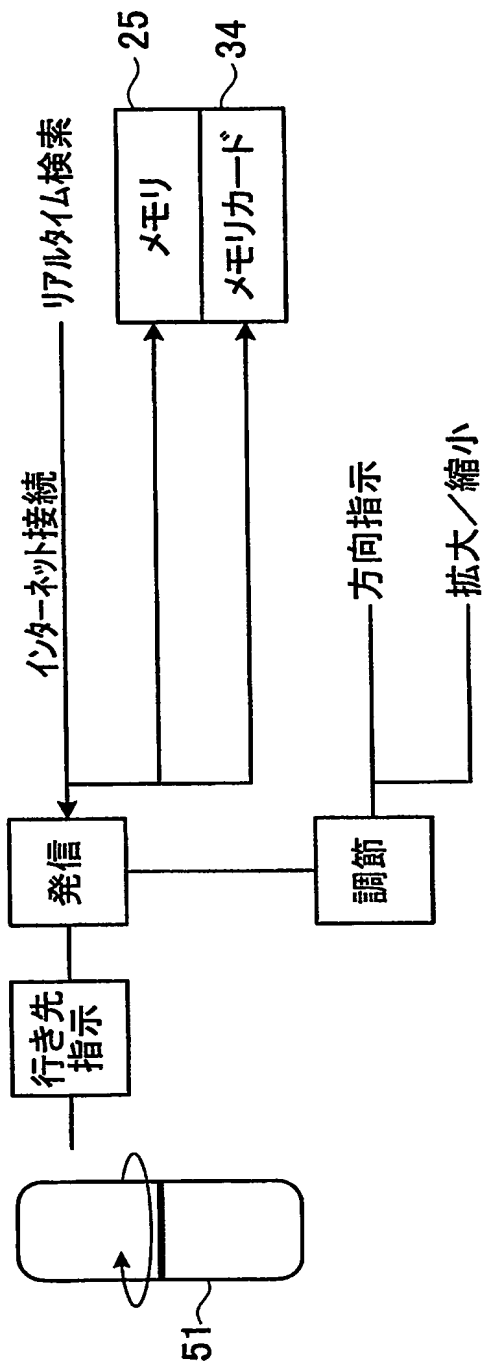 51
行き先
指示
発信
インターネット接続
リアルタイム検索
メモリ
25
メモリカード
34
調節
方向指示
拡大／縮小